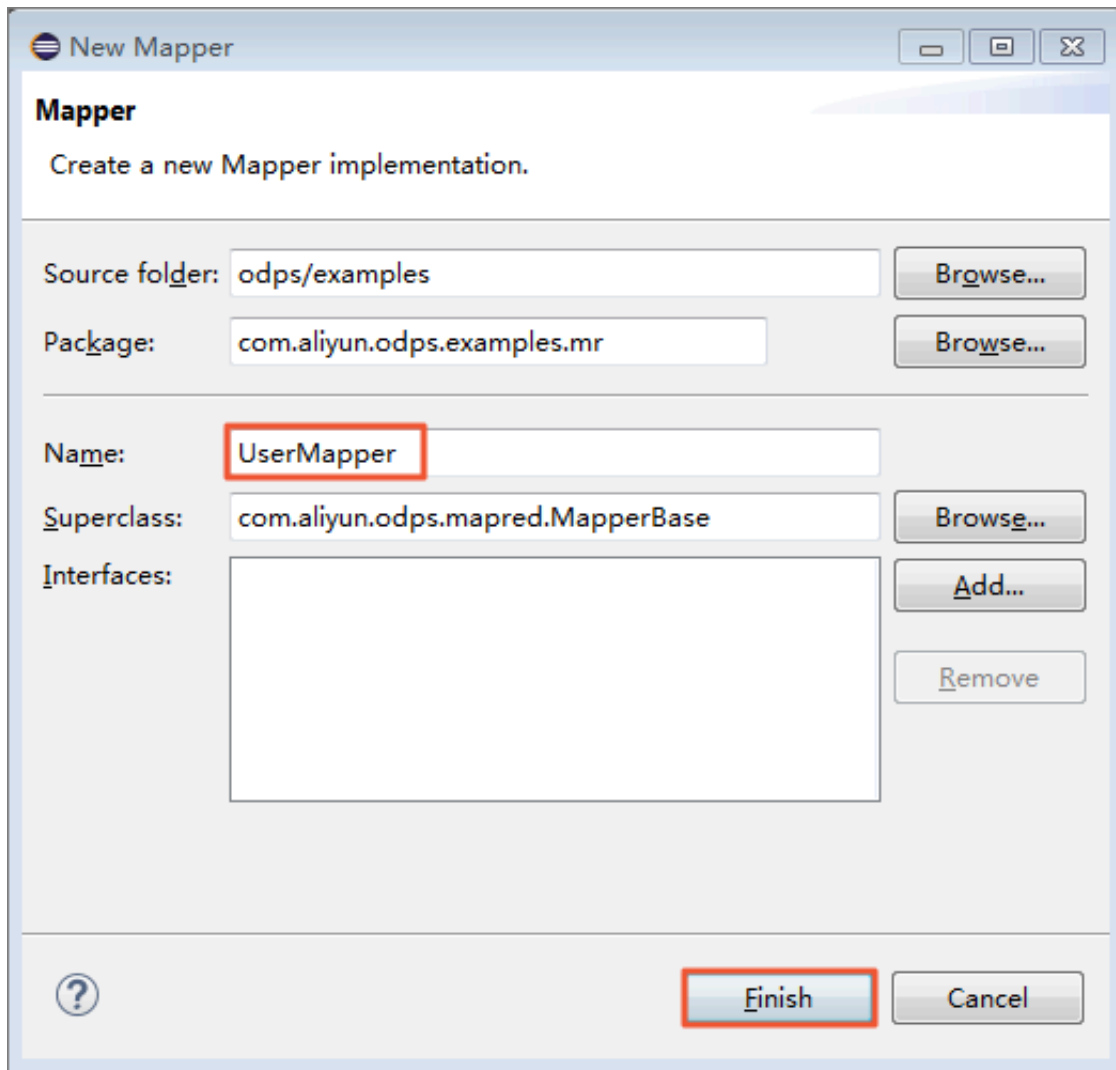 New Mapper
Mapper
Create a new Mapper implementation.
Source folder: odps/examples Browse...
Package: com.aliyun.odps.examples.mr Browse...
Name: UserMapper
Superclass: com.aliyun.odps.mapred.MapperBase Browse...
Interfaces: Add...
Remove
? Finish Cancel